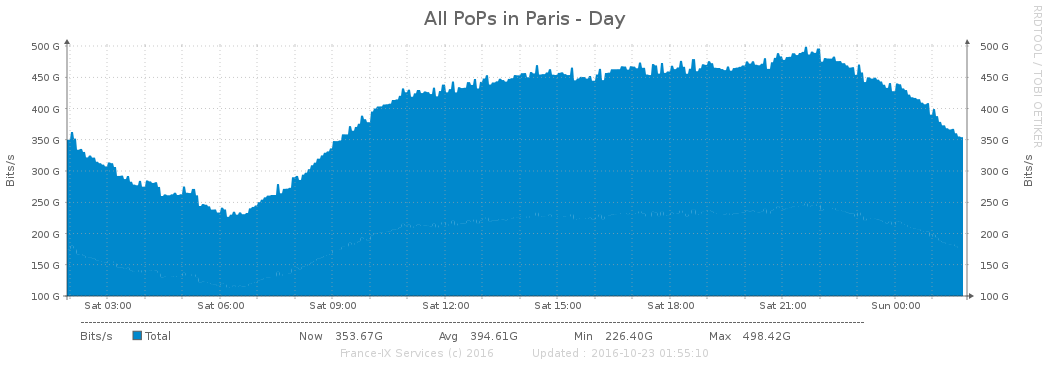 All PoPs in Paris - Day
RRDTOOL / TOBI OETIKER
500 G 500 G
450 G 450 G
400 G 400 G
350 G 350 G
300 G 300 G
250 G 250 G
200 G 200 G
150 G 150 G
100 G 100 G
Bits/s
Bits/s
Sat 03:00 Sat 06:00 Sat 09:00 Sat 12:00 Sat 15:00 Sat 18:00 Sat 21:00 Sun 00:00
Bits/s Total Now 353.67G Avg 394.61G Min 226.40G Max 498.42G
France-IX Services (c) 2016 Updated : 2016-10-23 01:55:10